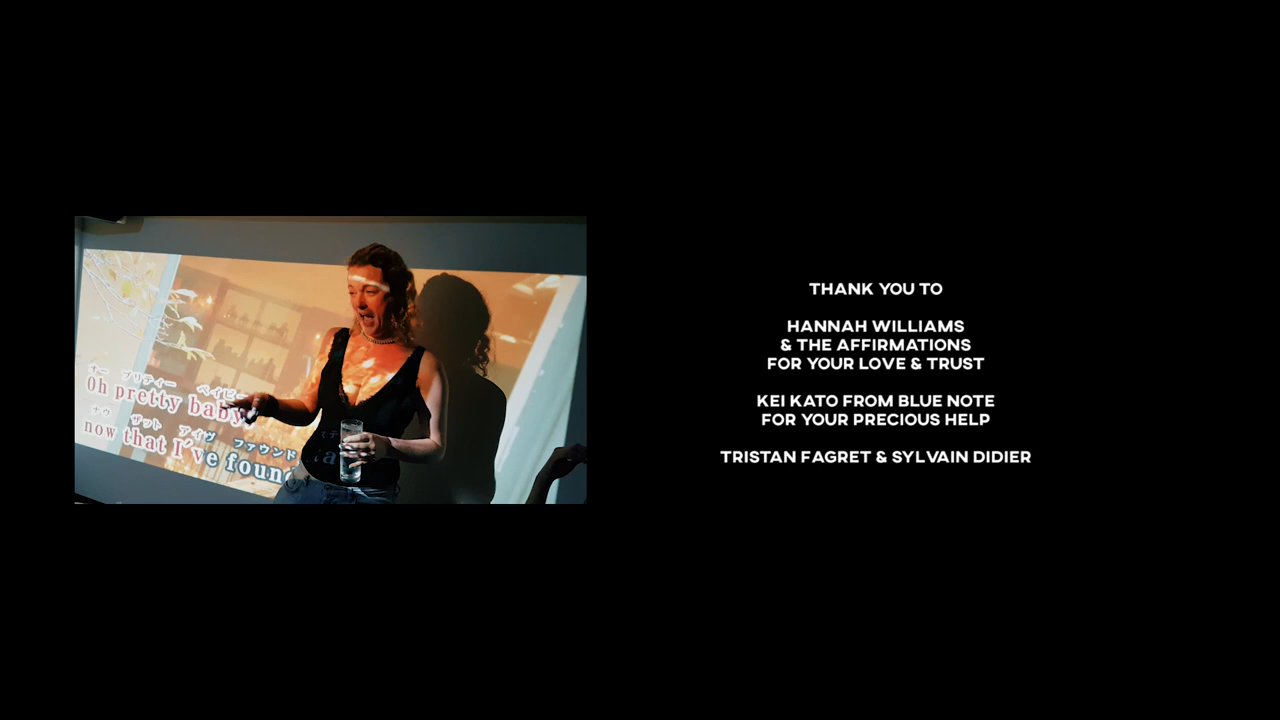 オー プリティー ベイビー
Oh pretty baby,
ナウ ザット アイヴ ファウンド
now that I've found
THANK YOU TO
HANNAH WILLIAMS
& THE AFFIRMATIONS
FOR YOUR LOVE & TRUST
KEI KATO FROM BLUE NOTE
FOR YOUR PRECIOUS HELP
TRISTAN FAGRET & SYLVAIN DIDIER